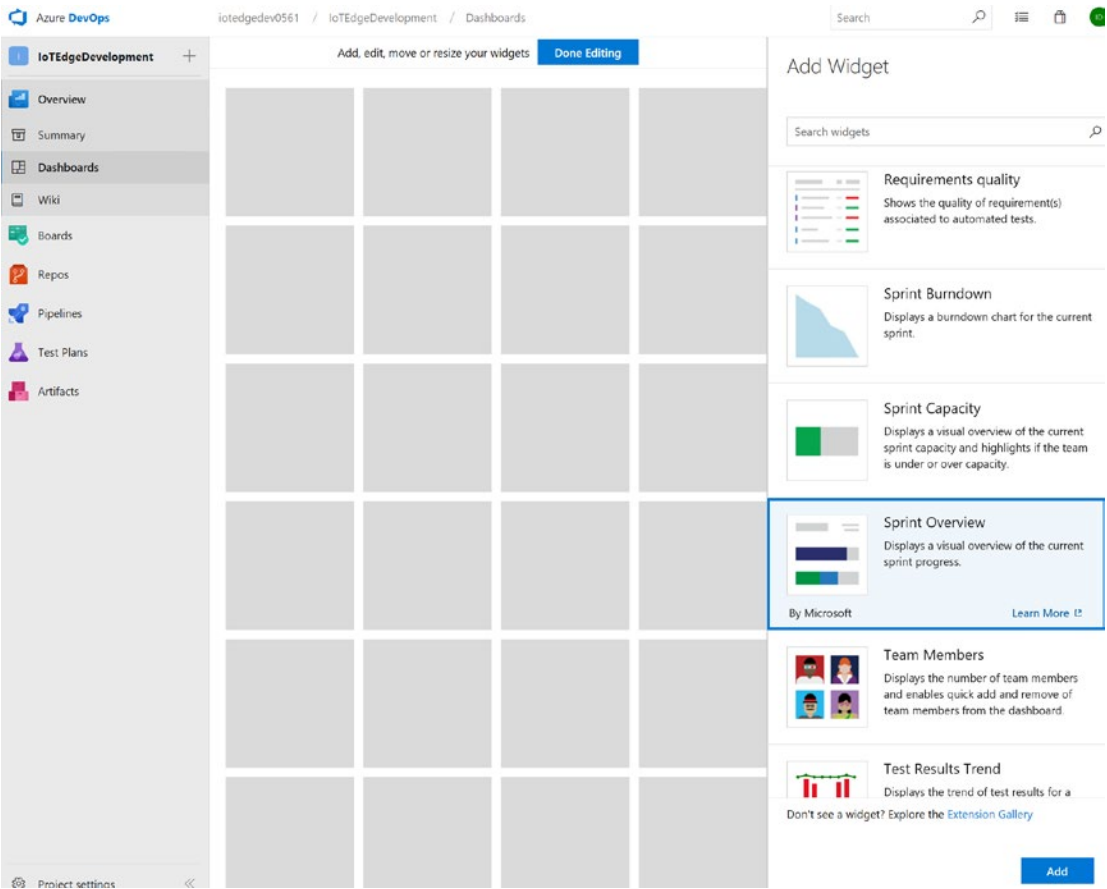 Azure DevOps
iotedgedev0561 / IoTEdgeDevelopment / Dashboards
Search
I IoTEdgeDevelopment +
Overview
Summary
Dashboards
Wiki
Boards
Repos
Pipelines
Test Plans
Artifacts
Project settings
Add, edit, move or resize your widgets Done Editing
Add Widget
Search widgets
Requirements quality
Shows the quality of requirement(s)
associated to automated tests.
Sprint Burndown
Displays a burndown chart for the current
sprint.
Sprint Capacity
Displays a visual overview of the current
sprint capacity and highlights if the team
is under or over capacity.
Sprint Overview
Displays a visual overview of the current
sprint progress.
By Microsoft Learn More
Team Members
Displays the number of team members
and enables quick add and remove of
team members from the dashboard.
Test Results Trend
Displays the trend of test results for a
Don't see a widget? Explore the Extension Gallery
Add